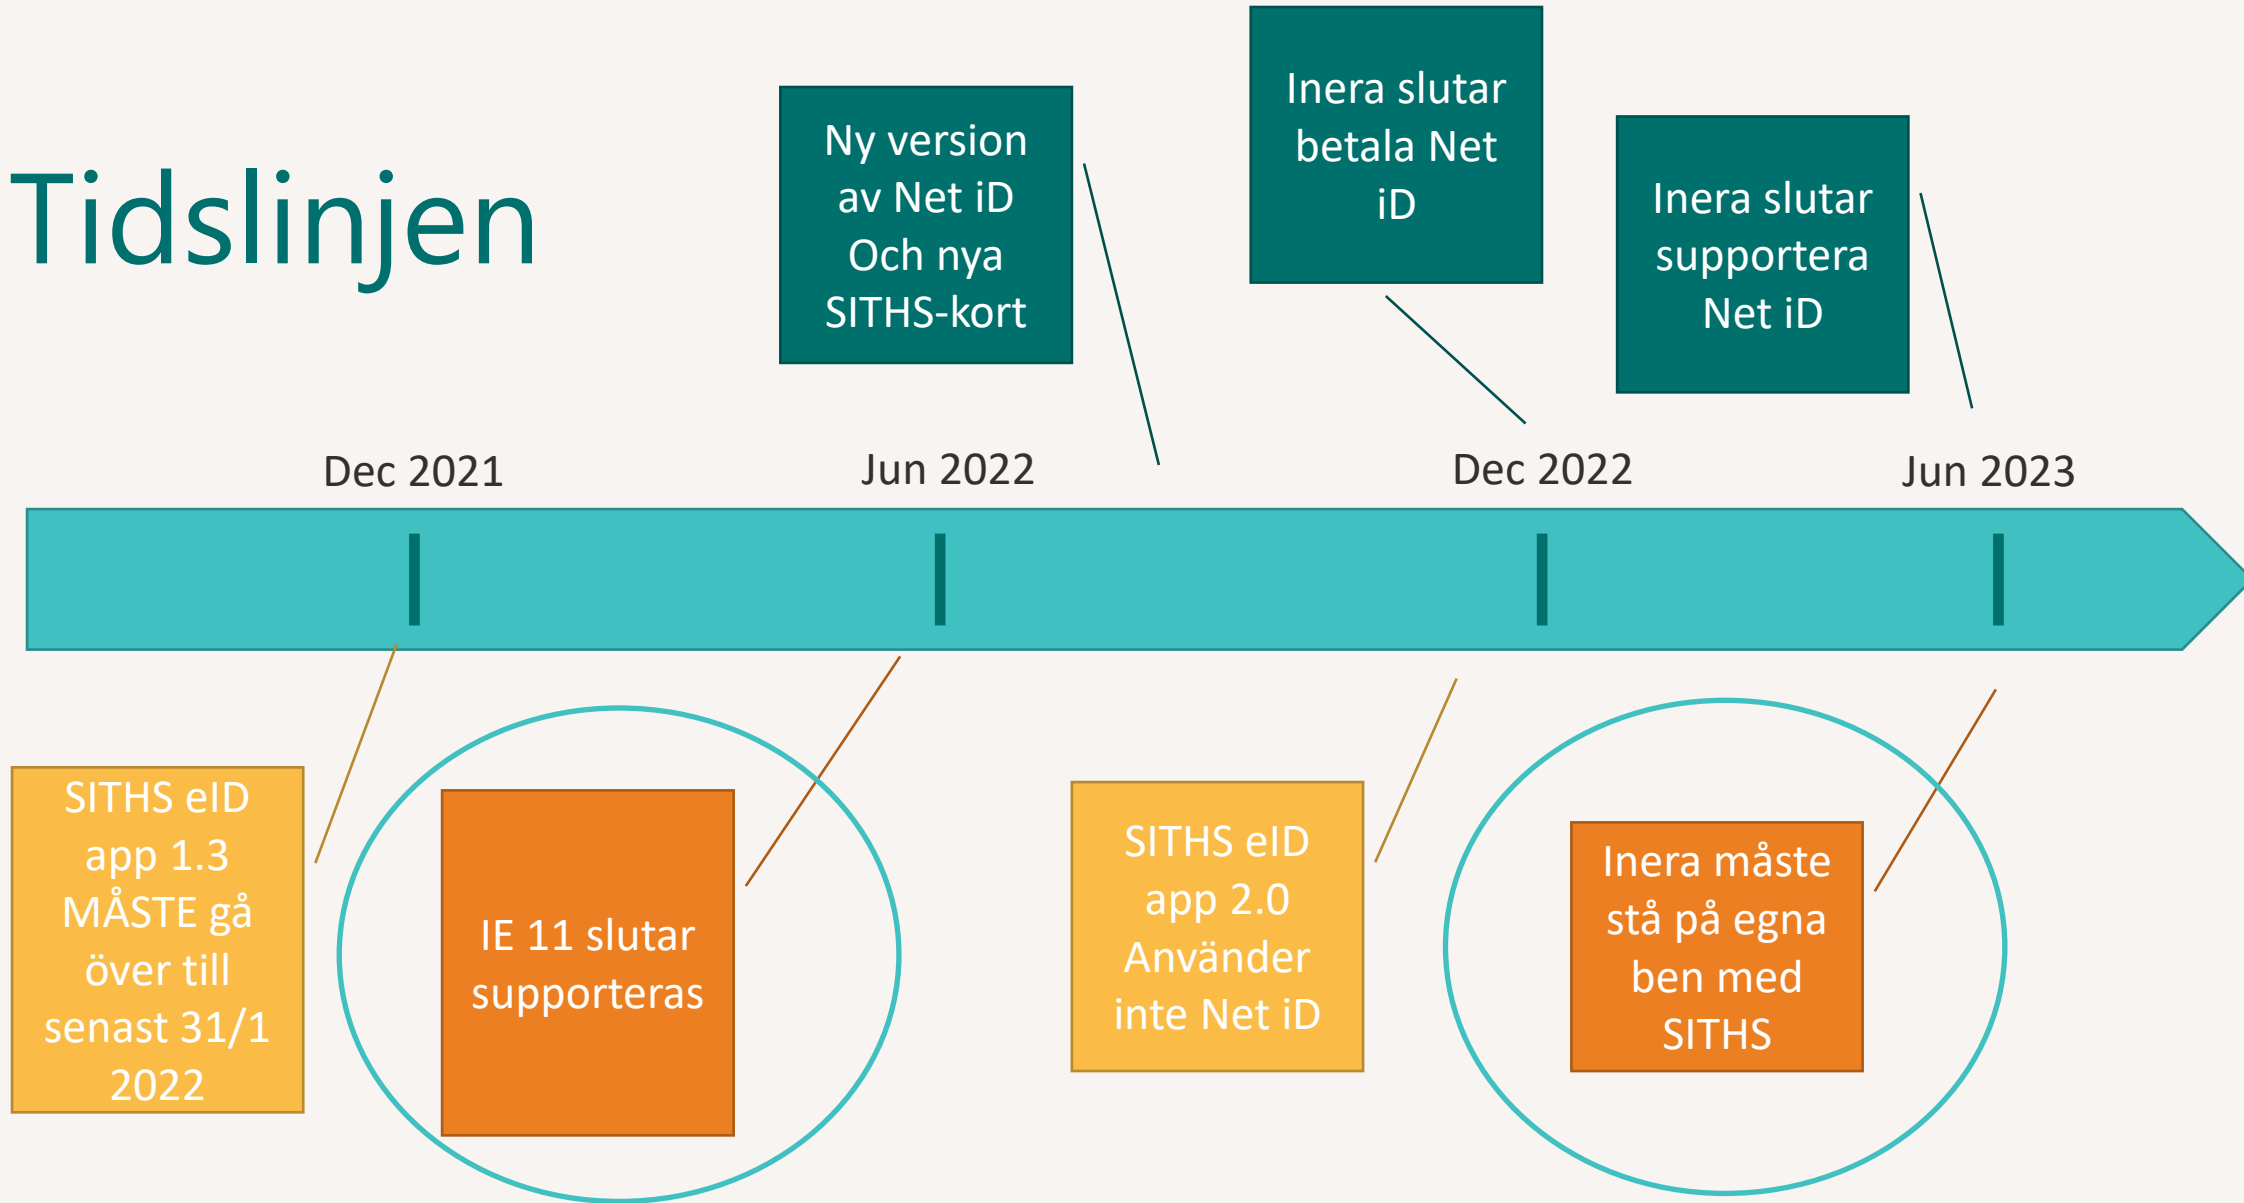 Tidslinjen
Ny version
av Net iD
Och nya
SITHS-kort
Inera slutar
betala Net
iD
Inera slutar
supportera
Net iD
Dec 2021
Jun 2022
Dec 2022
Jun 2023
SITHS eID
app 1.3
MÅSTE gå
över till
senast 31/1
2022
IE 11 slutar
supporteras
SITHS eID
app 2.0
Använder
inte Net iD
Inera måste
stå på egna
ben med
SITHS